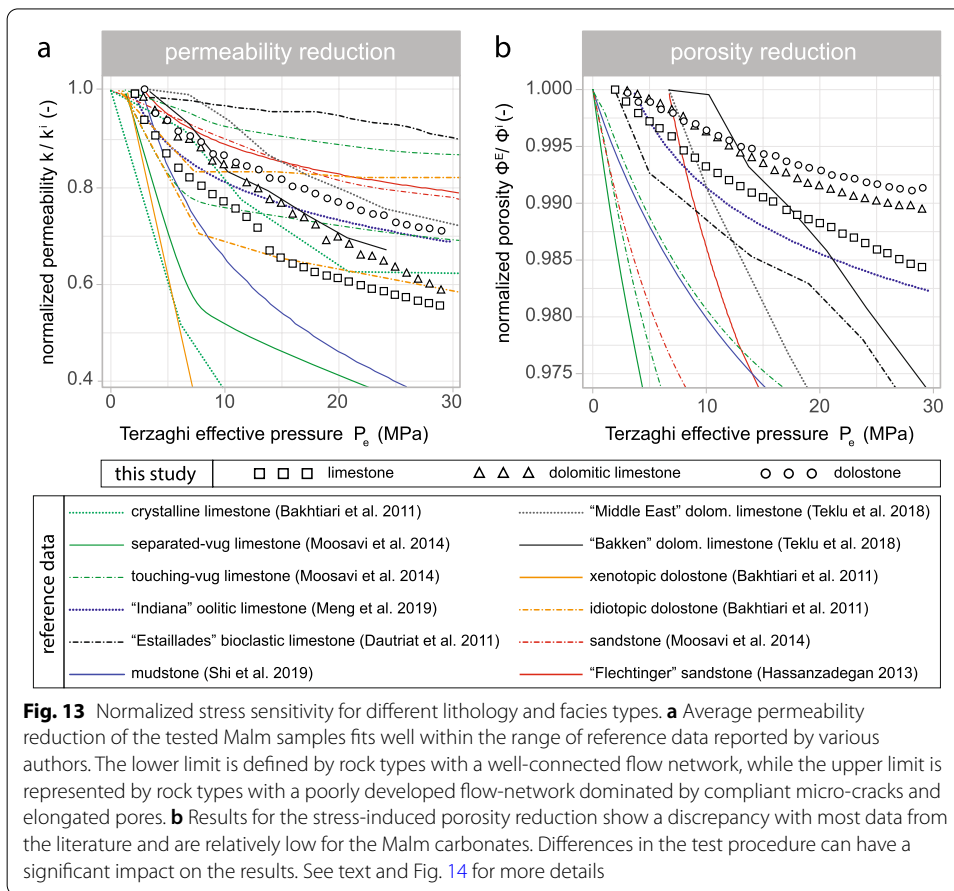 a
permeability reduction
b
porosity reduction
normalized permeability k / k^i (-)
1.0
0.8
0.6
0.4
0
10
20
30
Terzaghi effective pressure P_e (MPa)
normalized porosity Φ^E / Φ^i (-)
1.000
0.995
0.990
0.985
0.980
0.975
0
10
20
30
Terzaghi effective pressure P_e (MPa)
this study
limestone
dolomitic limestone
dolostone
reference data
crystalline limestone (Bakhtiari et al. 2011)
separated-vug limestone (Moosavi et al. 2014)
touching-vug limestone (Moosavi et al. 2014)
"Indiana" oolitic limestone (Meng et al. 2019)
"Estaillades" bioclastic limestone (Dautriat et al. 2011)
mudstone (Shi et al. 2019)
"Middle East" dolom. limestone (Teklu et al. 2018)
"Bakken" dolom. limestone (Teklu et al. 2018)
xenotopic dolostone (Bakhtiari et al. 2011)
idiotopic dolostone (Bakhtiari et al. 2011)
sandstone (Moosavi et al. 2014)
"Flechtinger" sandstone (Hassanzadegan 2013)
Fig. 13 Normalized stress sensitivity for different lithology and facies types. a Average permeability
reduction of the tested Malm samples fits well within the range of reference data reported by various
authors. The lower limit is defined by rock types with a well-connected flow network, while the upper limit is
represented by rock types with a poorly developed flow-network dominated by compliant micro-cracks and
elongated pores. b Results for the stress-induced porosity reduction show a discrepancy with most data from
the literature and are relatively low for the Malm carbonates. Differences in the test procedure can have a
significant impact on the results. See text and Fig. 14 for more details